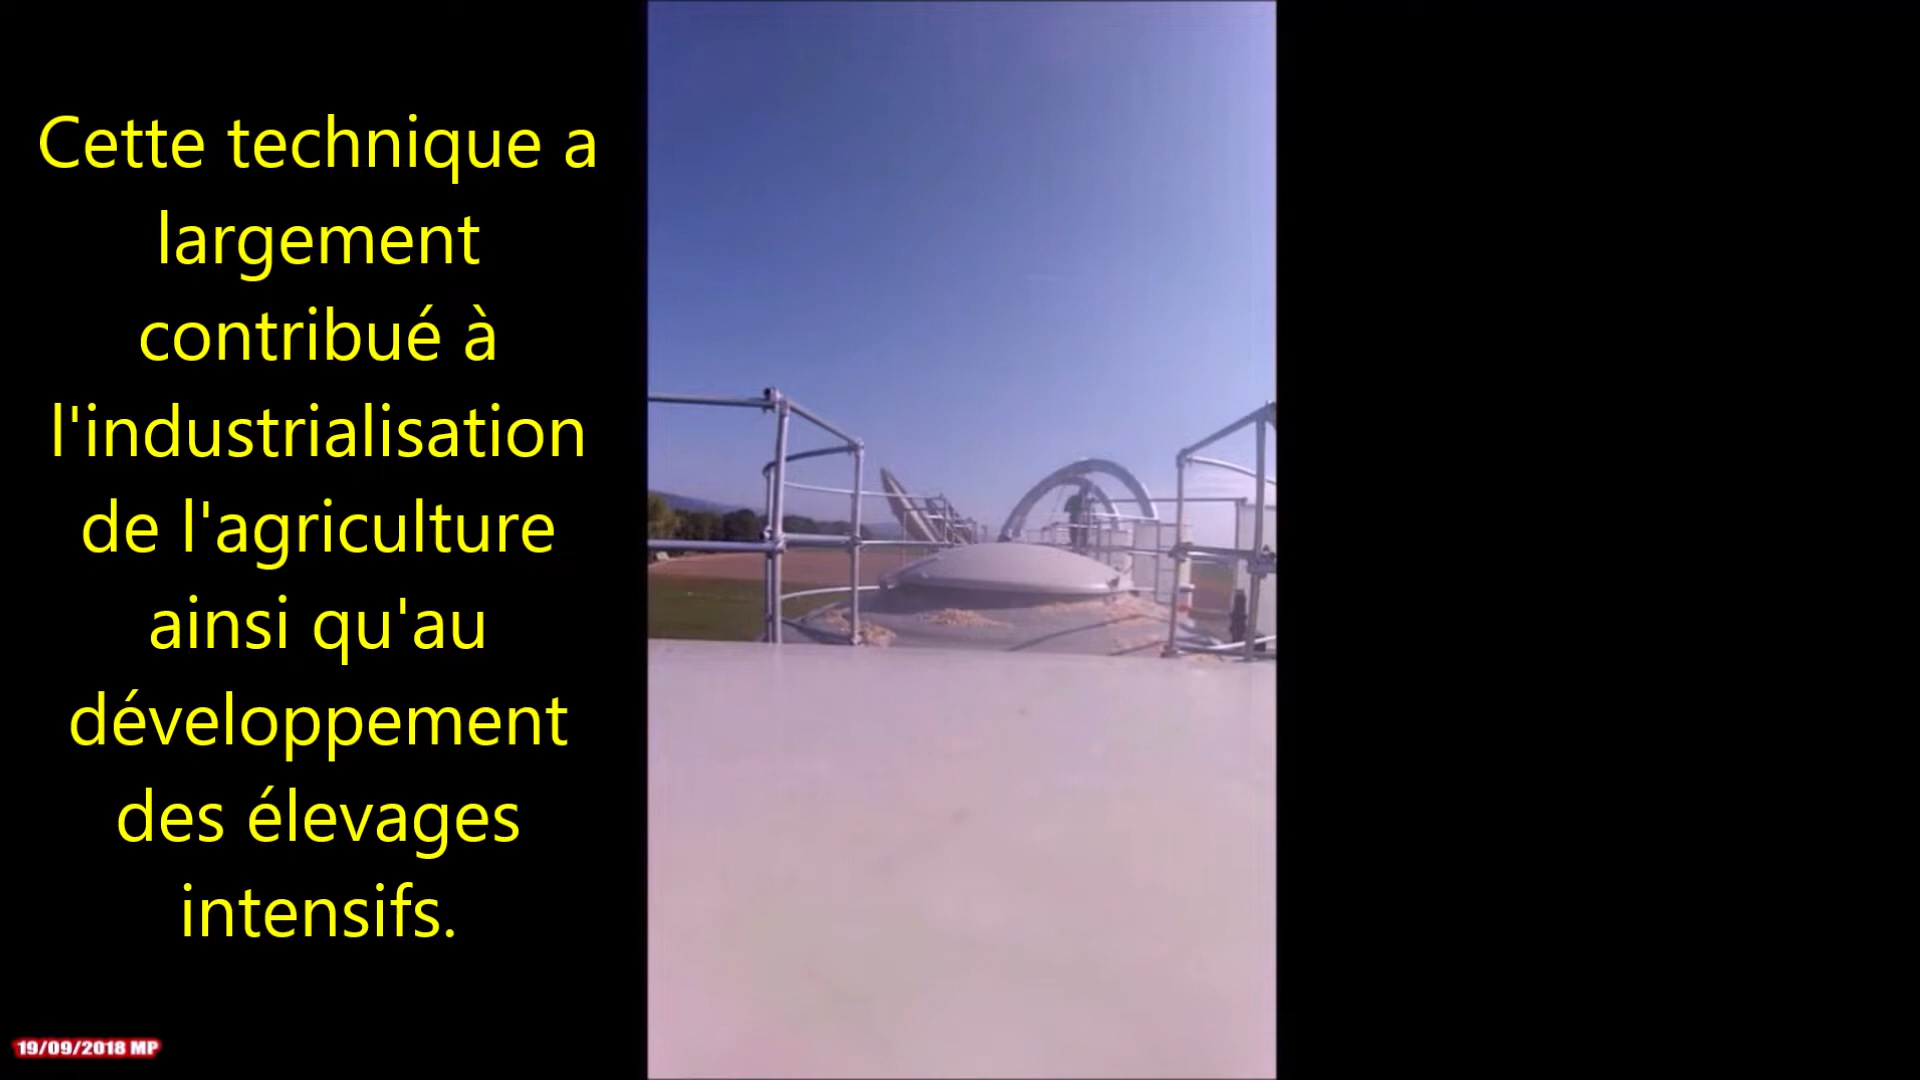 Cette technique a
largement
contribué à
l'industrialisation
de l'agriculture
ainsi qu'au
développement
des élevages
intensifs.
19/09/2018 MP